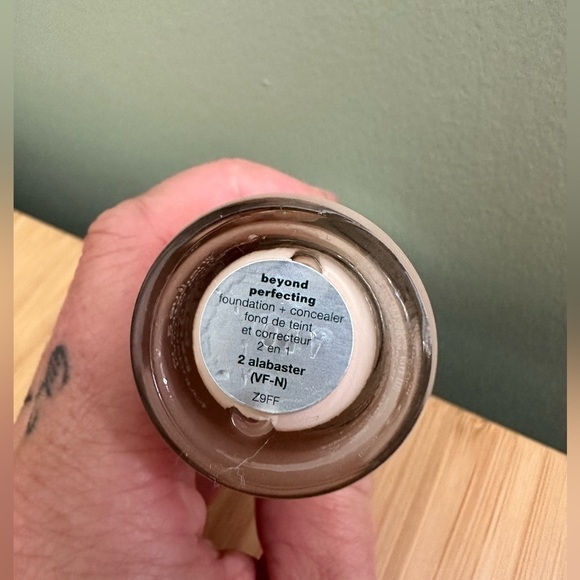 beyond
perfecting
foundation + concealer
fond de teint
et correcteur
2 en 1
2 alabaster
(VF-N)
Z9FF